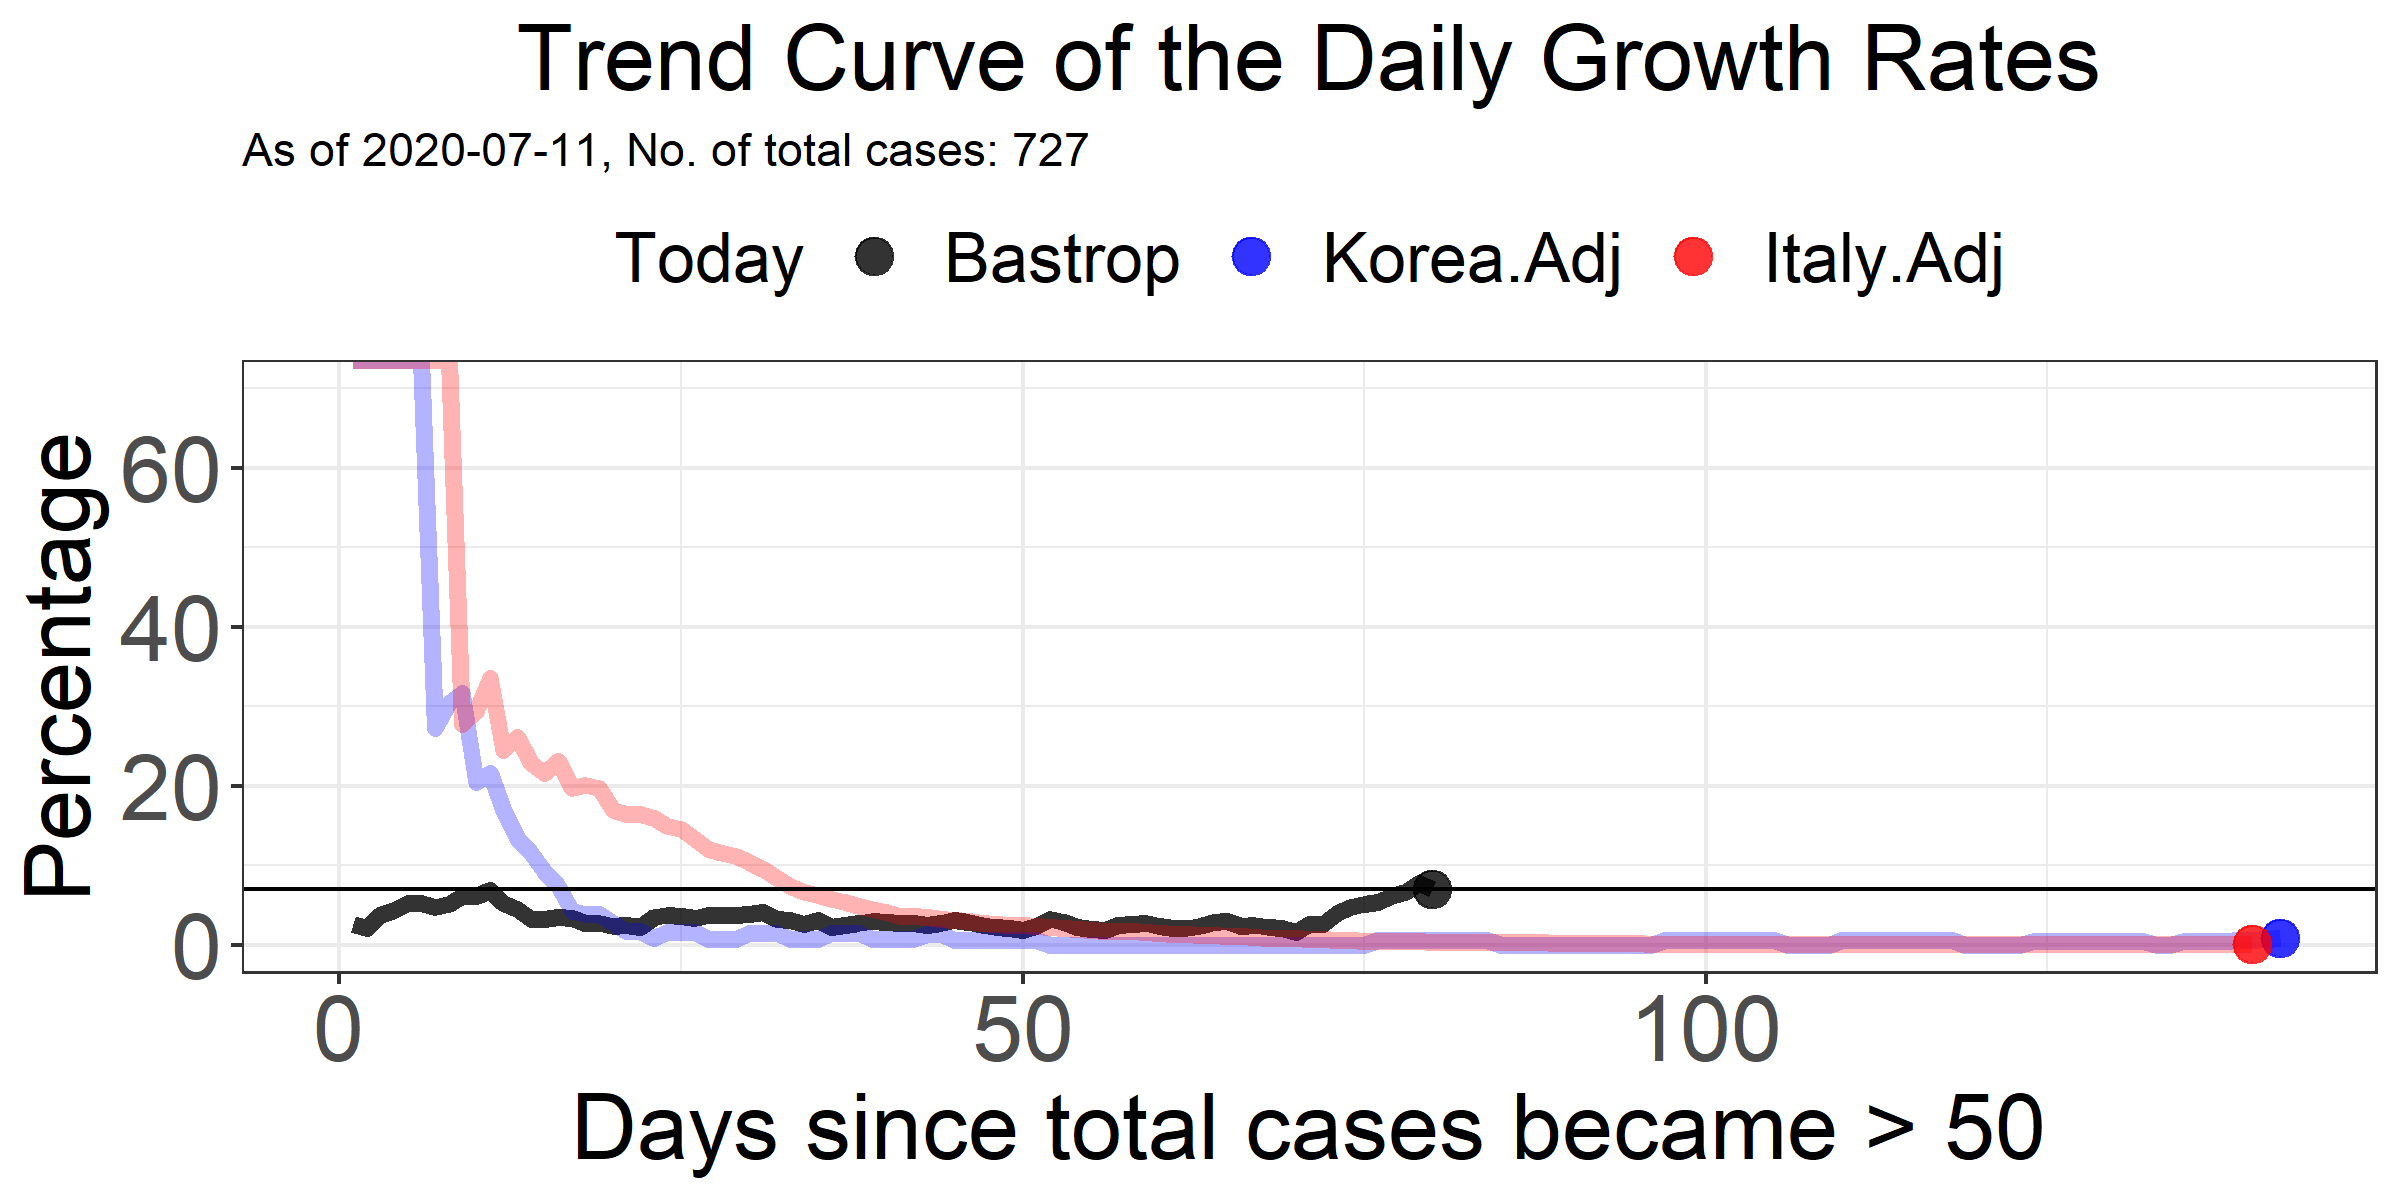 Trend Curve of the Daily Growth Rates
As of 2020-07-11, No. of total cases: 727
Today Bastrop Korea.Adj Italy.Adj
Percentage
60
40
20
0
0 50 100
Days since total cases became > 50